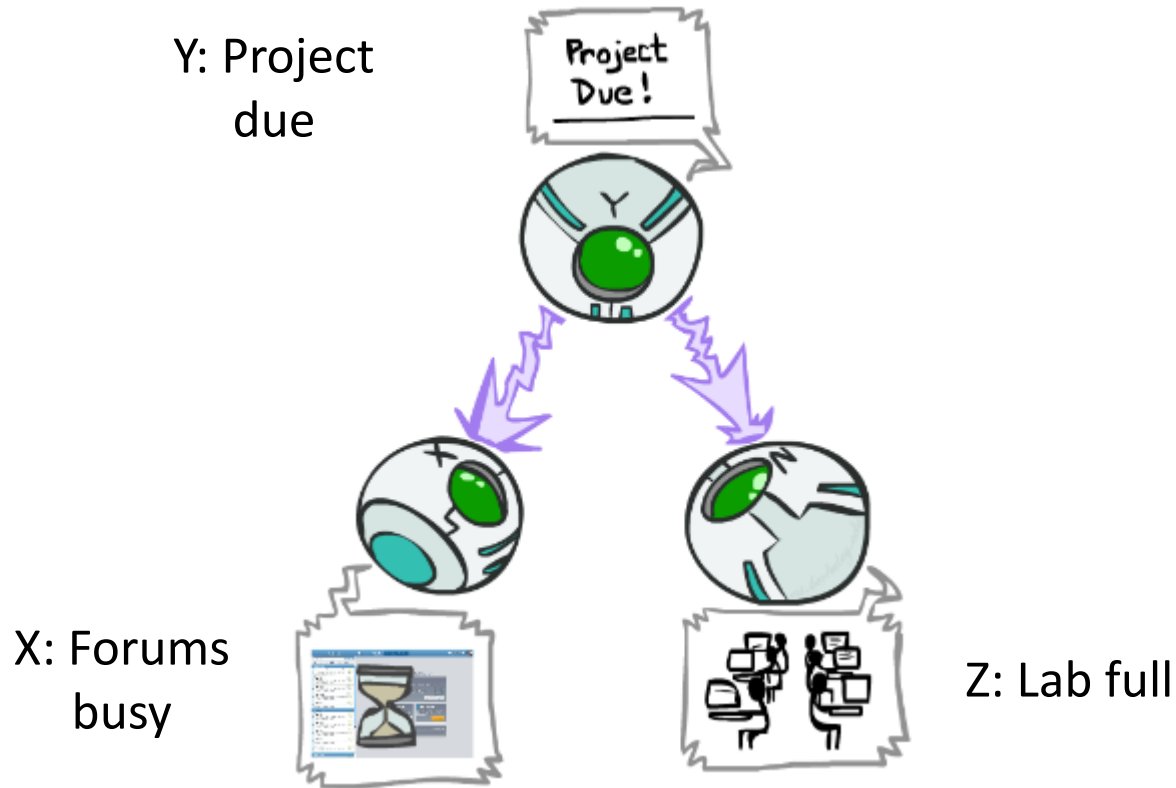 Y: Project
due
Project
Due!
Y
X
Z
X: Forums
busy
Z: Lab full